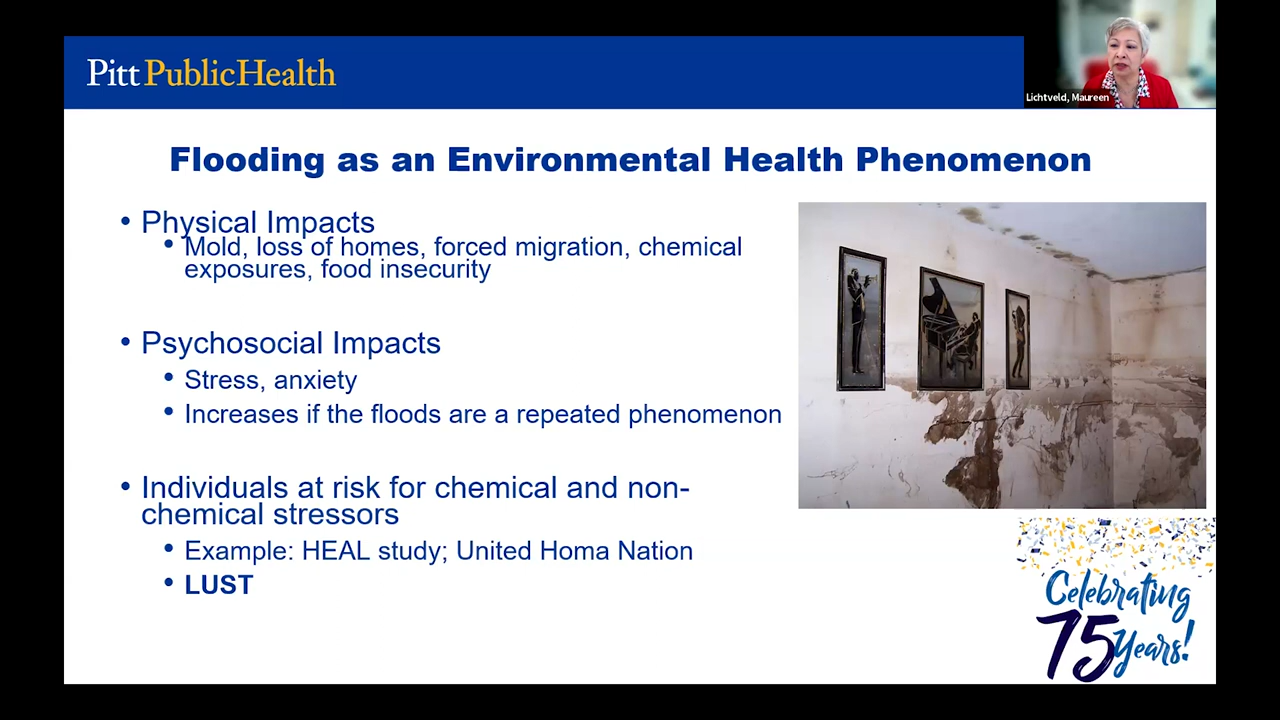 Pitt PublicHealth
Lichtveld, Maureen
Flooding as an Environmental Health Phenomenon
• Physical Impacts
• Mold, loss of homes, forced migration, chemical
exposures, food insecurity
• Psychosocial Impacts
• Stress, anxiety
• Increases if the floods are a repeated phenomenon
• Individuals at risk for chemical and non-
chemical stressors
• Example: HEAL study; United Homa Nation
• LUST
Celebrating
75 Years!